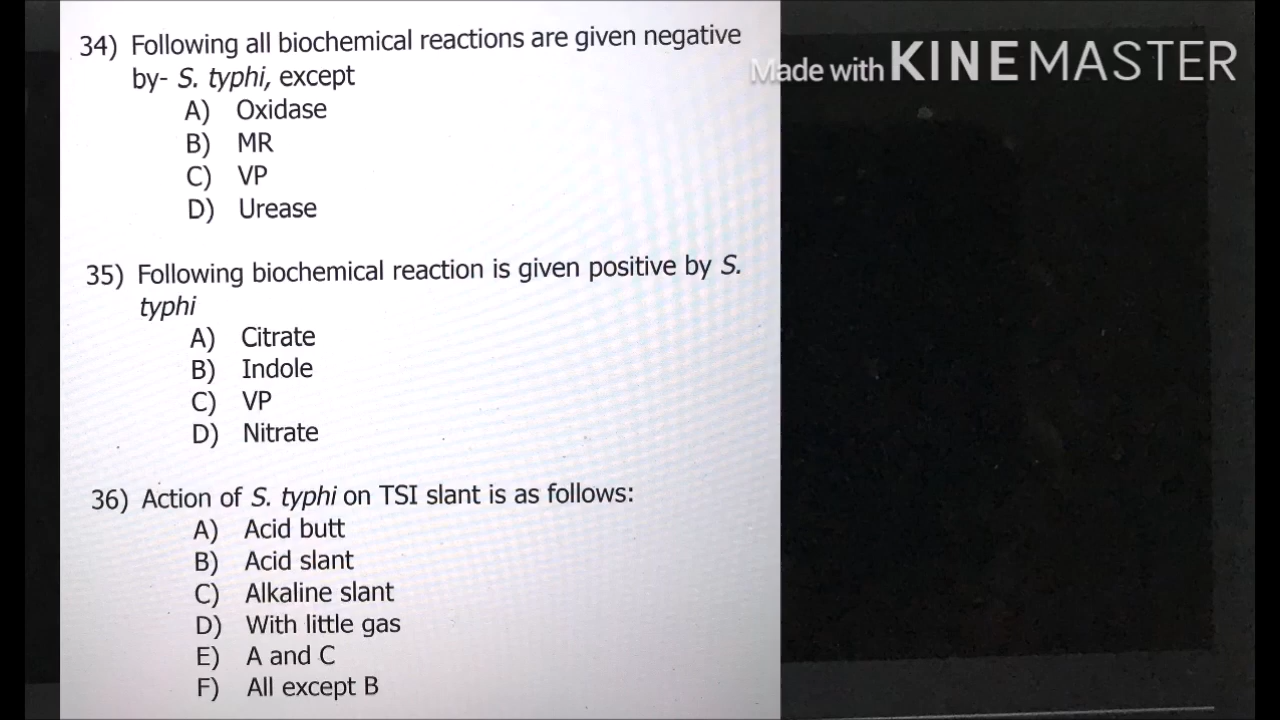 34) Following all biochemical reactions are given negative
by- S. typhi, except
A) Oxidase
B) MR
C) VP
D) Urease
35) Following biochemical reaction is given positive by S.
typhi
A) Citrate
B) Indole
C) VP
D) Nitrate
36) Action of S. typhi on TSI slant is as follows:
A) Acid butt
B) Acid slant
C) Alkaline slant
D) With little gas
E) A and C
F) All except B
Made with KINEMASTER